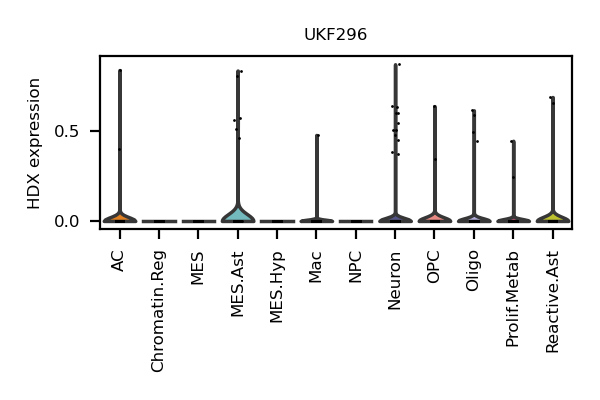 UKF296
HDX expression
0.5
0.0
AC
Chromatin.Reg
MES
MES.Ast
MES.Hyp
Mac
NPC
Neuron
OPC
Oligo
Prolif.Metab
Reactive.Ast